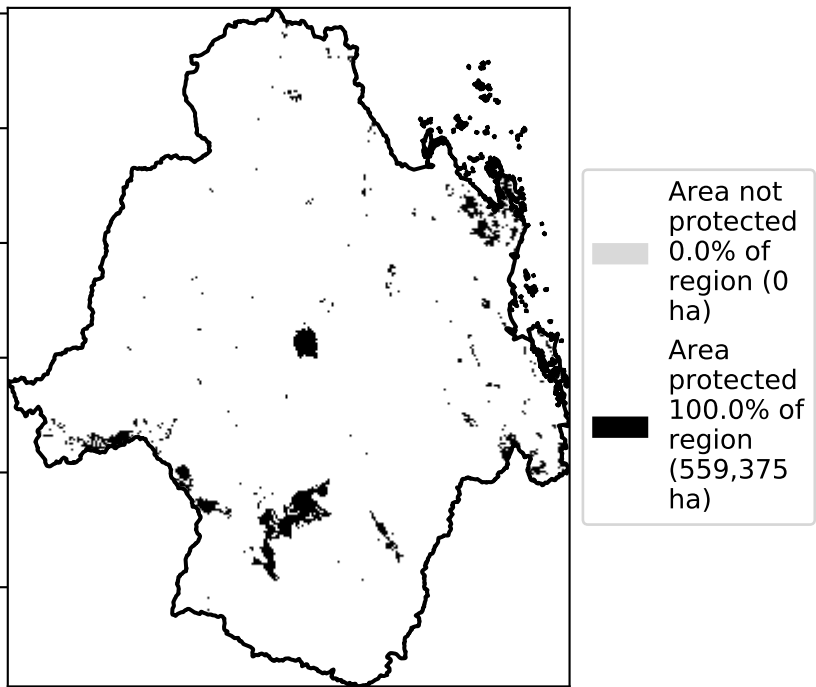 Area not
protected
0.0% of
region (0
ha)
Area
protected
100.0% of
region
(559,375
ha)